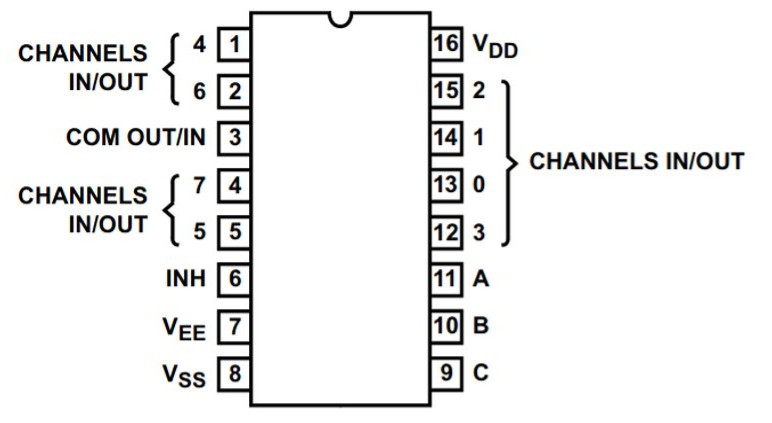 CHANNELS
IN/OUT
4 1
6 2
COM OUT/IN 3
CHANNELS
IN/OUT
7 4
5 5
INH 6
VEE 7
VSS 8
16 VDD
15 2
14 1
13 0
12 3
CHANNELS IN/OUT
11 A
10 B
9 C